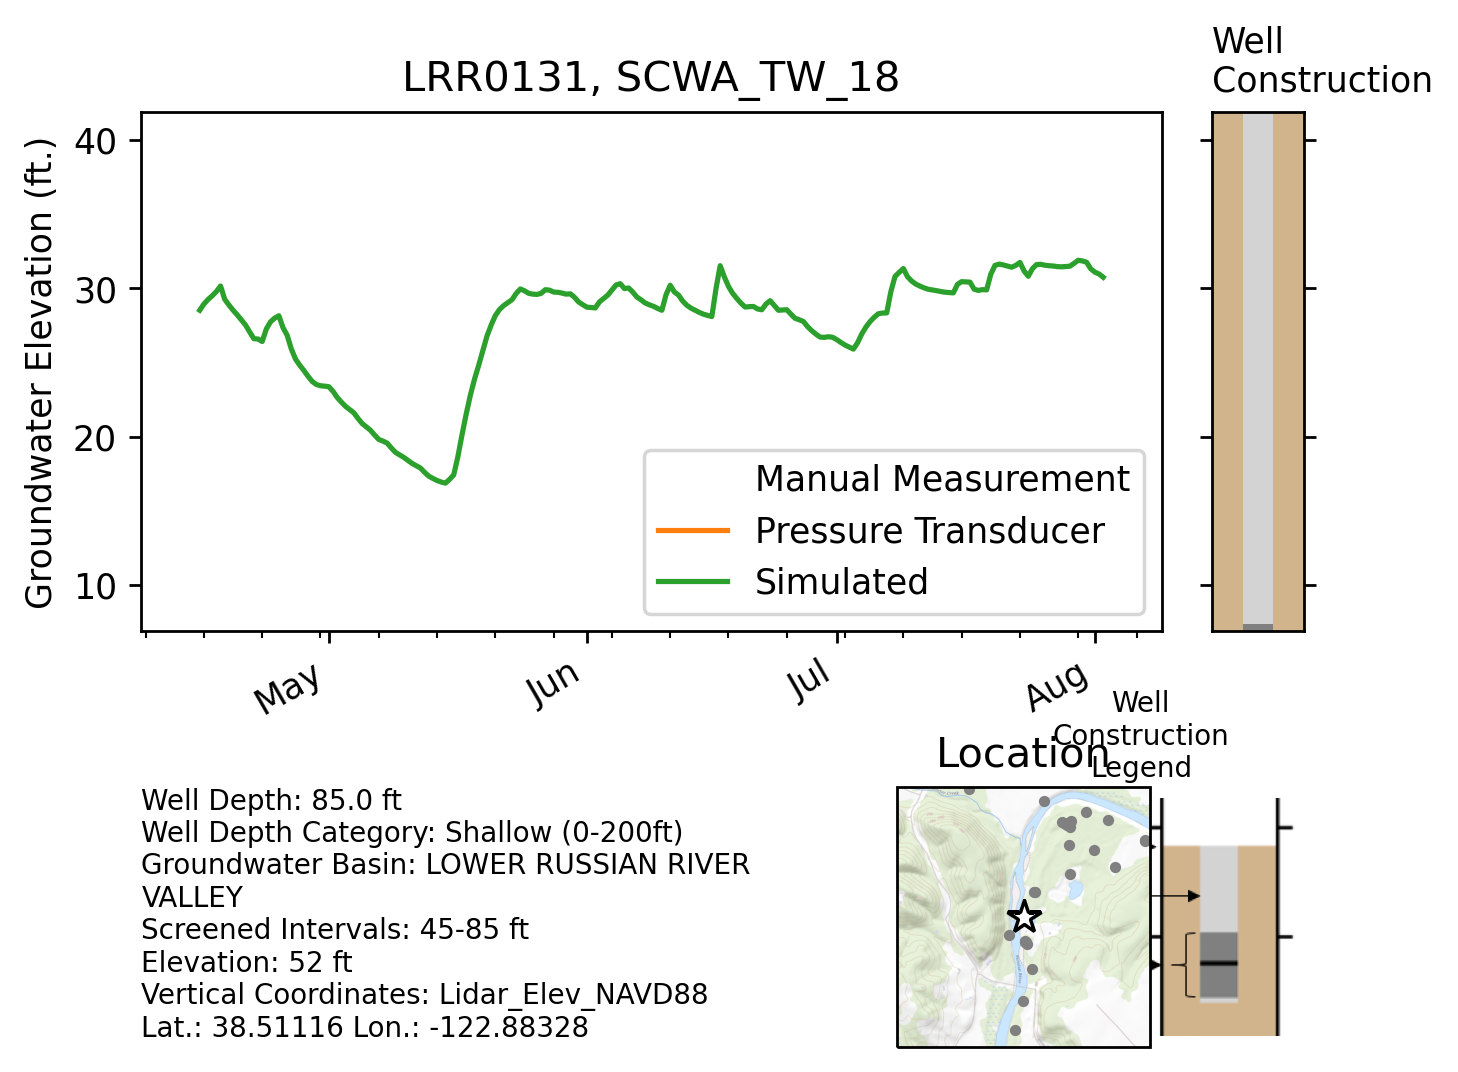 Well
Construction
LRR0131, SCWA_TW_18
Groundwater Elevation (ft.)
40
30
20
10
Manual Measurement
Pressure Transducer
Simulated
May
Jun
Jul
Aug
Well
Construction
Legend
Location
Well Depth: 85.0 ft
Well Depth Category: Shallow (0-200ft)
Groundwater Basin: LOWER RUSSIAN RIVER
VALLEY
Screened Intervals: 45-85 ft
Elevation: 52 ft
Vertical Coordinates: Lidar_Elev_NAVD88
Lat.: 38.51116 Lon.: -122.88328